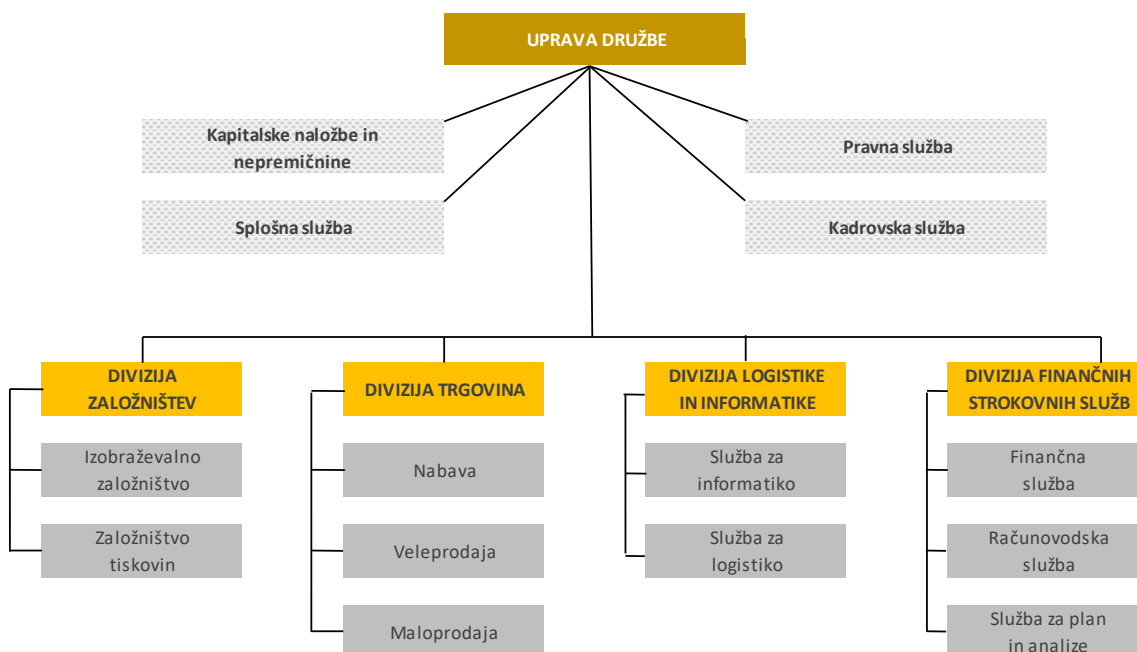 UPRAVA DRUŽBE
Kapitalske naložbe in
nepremičnine
Pravna služba
Splošna služba
Kadrovska služba
DIVIZIJA
ZALOŽNIŠTEV
DIVIZIJA TRGOVINA
DIVIZIJA LOGISTIKE
IN INFORMATIKE
DIVIZIJA FINANČNIH
STROKOVNIH SLUŽB
Izobraževalno
založništvo
Nabava
Služba za
informatiko
Finančna
služba
Založništvo
tiskovin
Veleprodaja
Služba za
logistiko
Računovodska
služba
Maloprodaja
Služba za plan
in analize